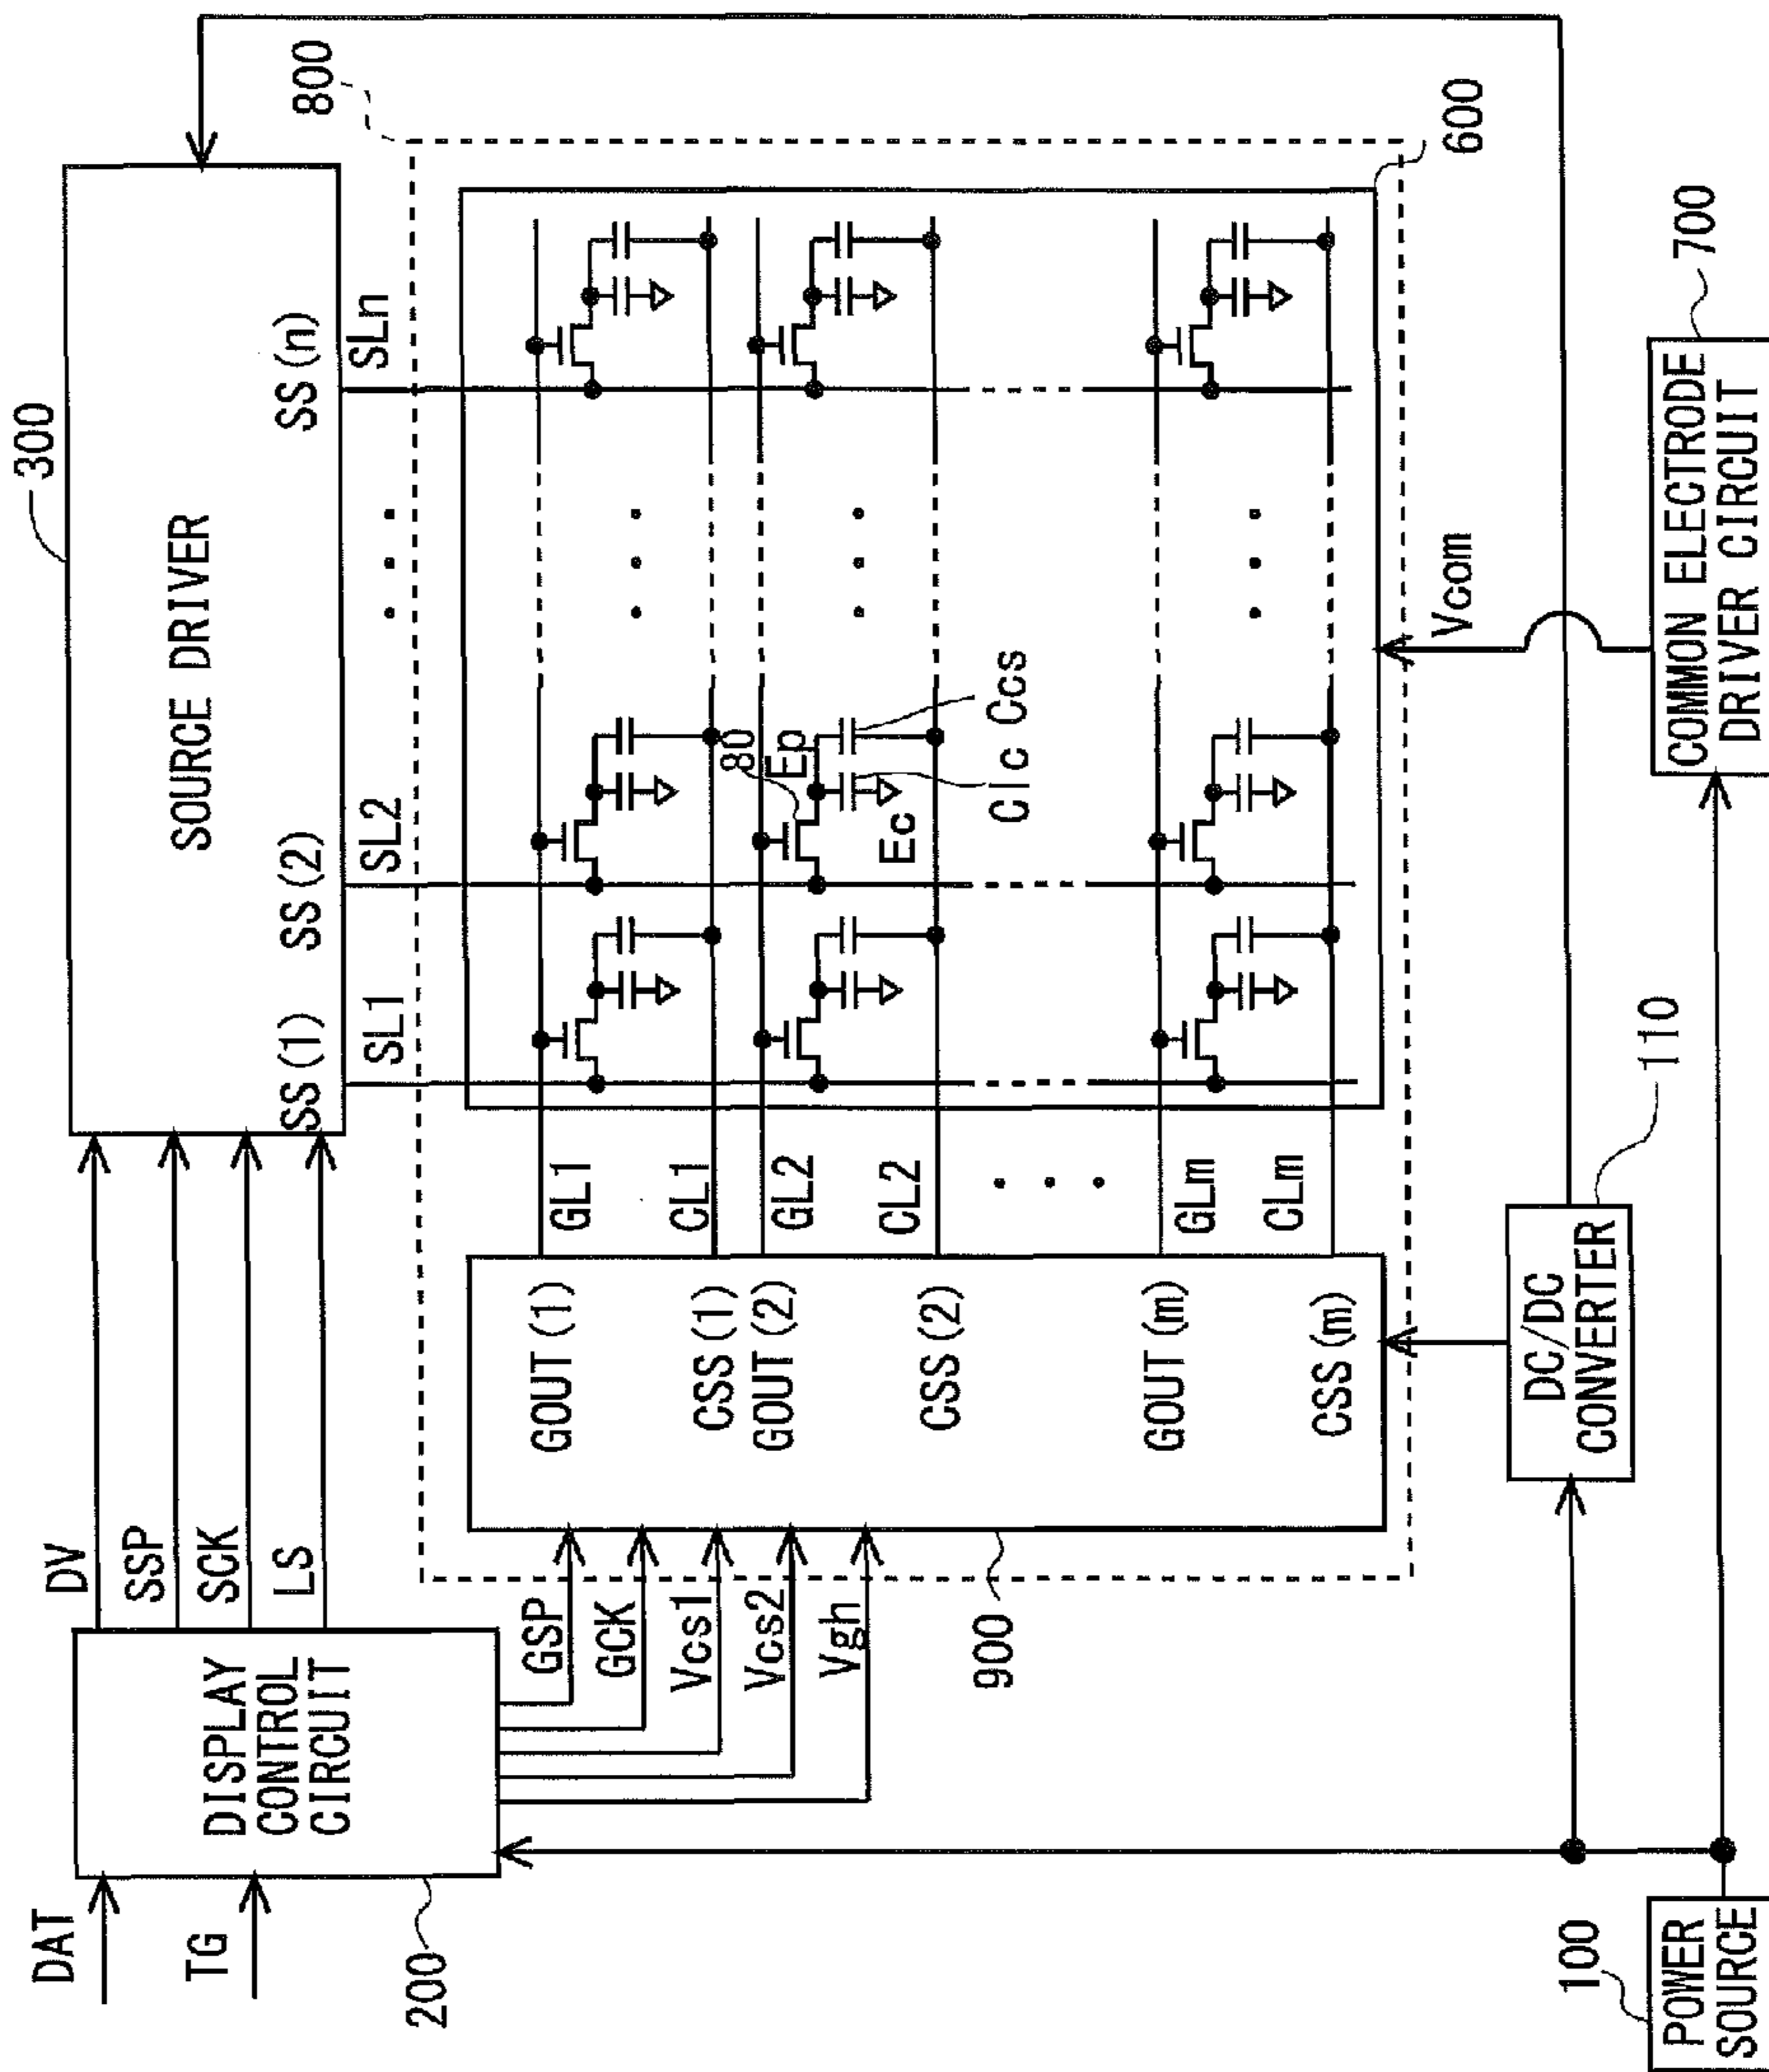 300
SOURCE DRIVER
SS(1)
SS(2)
SS(n)
SL1
SL2
SLn
. . .
800
DAT
TG
DISPLAY
CONTROL
CIRCUIT
200
DV
SSP
SCK
LS
GSP
GCK
Vcs1
Vcs2
Vgh
900
GOUT(1)
CSS(1)
GOUT(2)
CSS(2)
GOUT(m)
CSS(m)
GL1
CL1
GL2
CL2
. . .
GLm
CLm
80
Ep
Ec
Clc
Ccs
. . .
. . .
. . .
600
Vcom
100
POWER
SOURCE
DC/DC
CONVERTER
110
COMMON ELECTRODE
DRIVER CIRCUIT
700